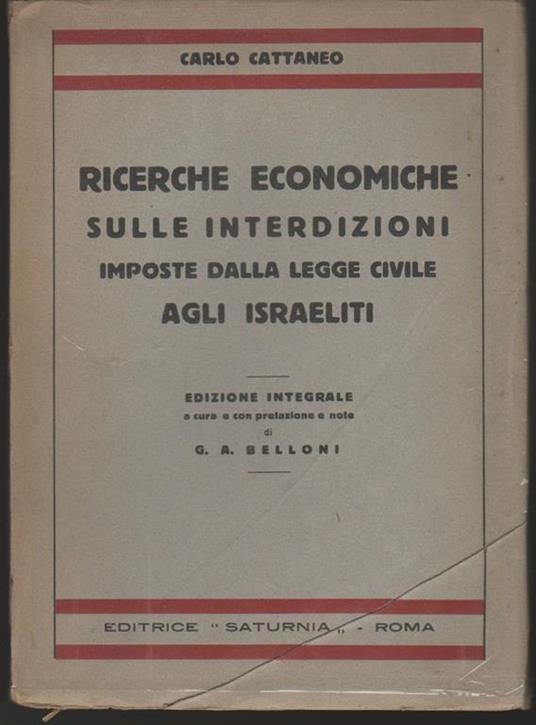 CARLO CATTANEO
RICERCHE ECONOMICHE
SULLE INTERDIZIONI
IMPOSTE DALLA LEGGE CIVILE
AGLI ISRAELITI
EDIZIONE INTEGRALE
a cura e con prefazione e note
di
G. A. BELLONI
EDITRICE " SATURNIA „ - ROMA